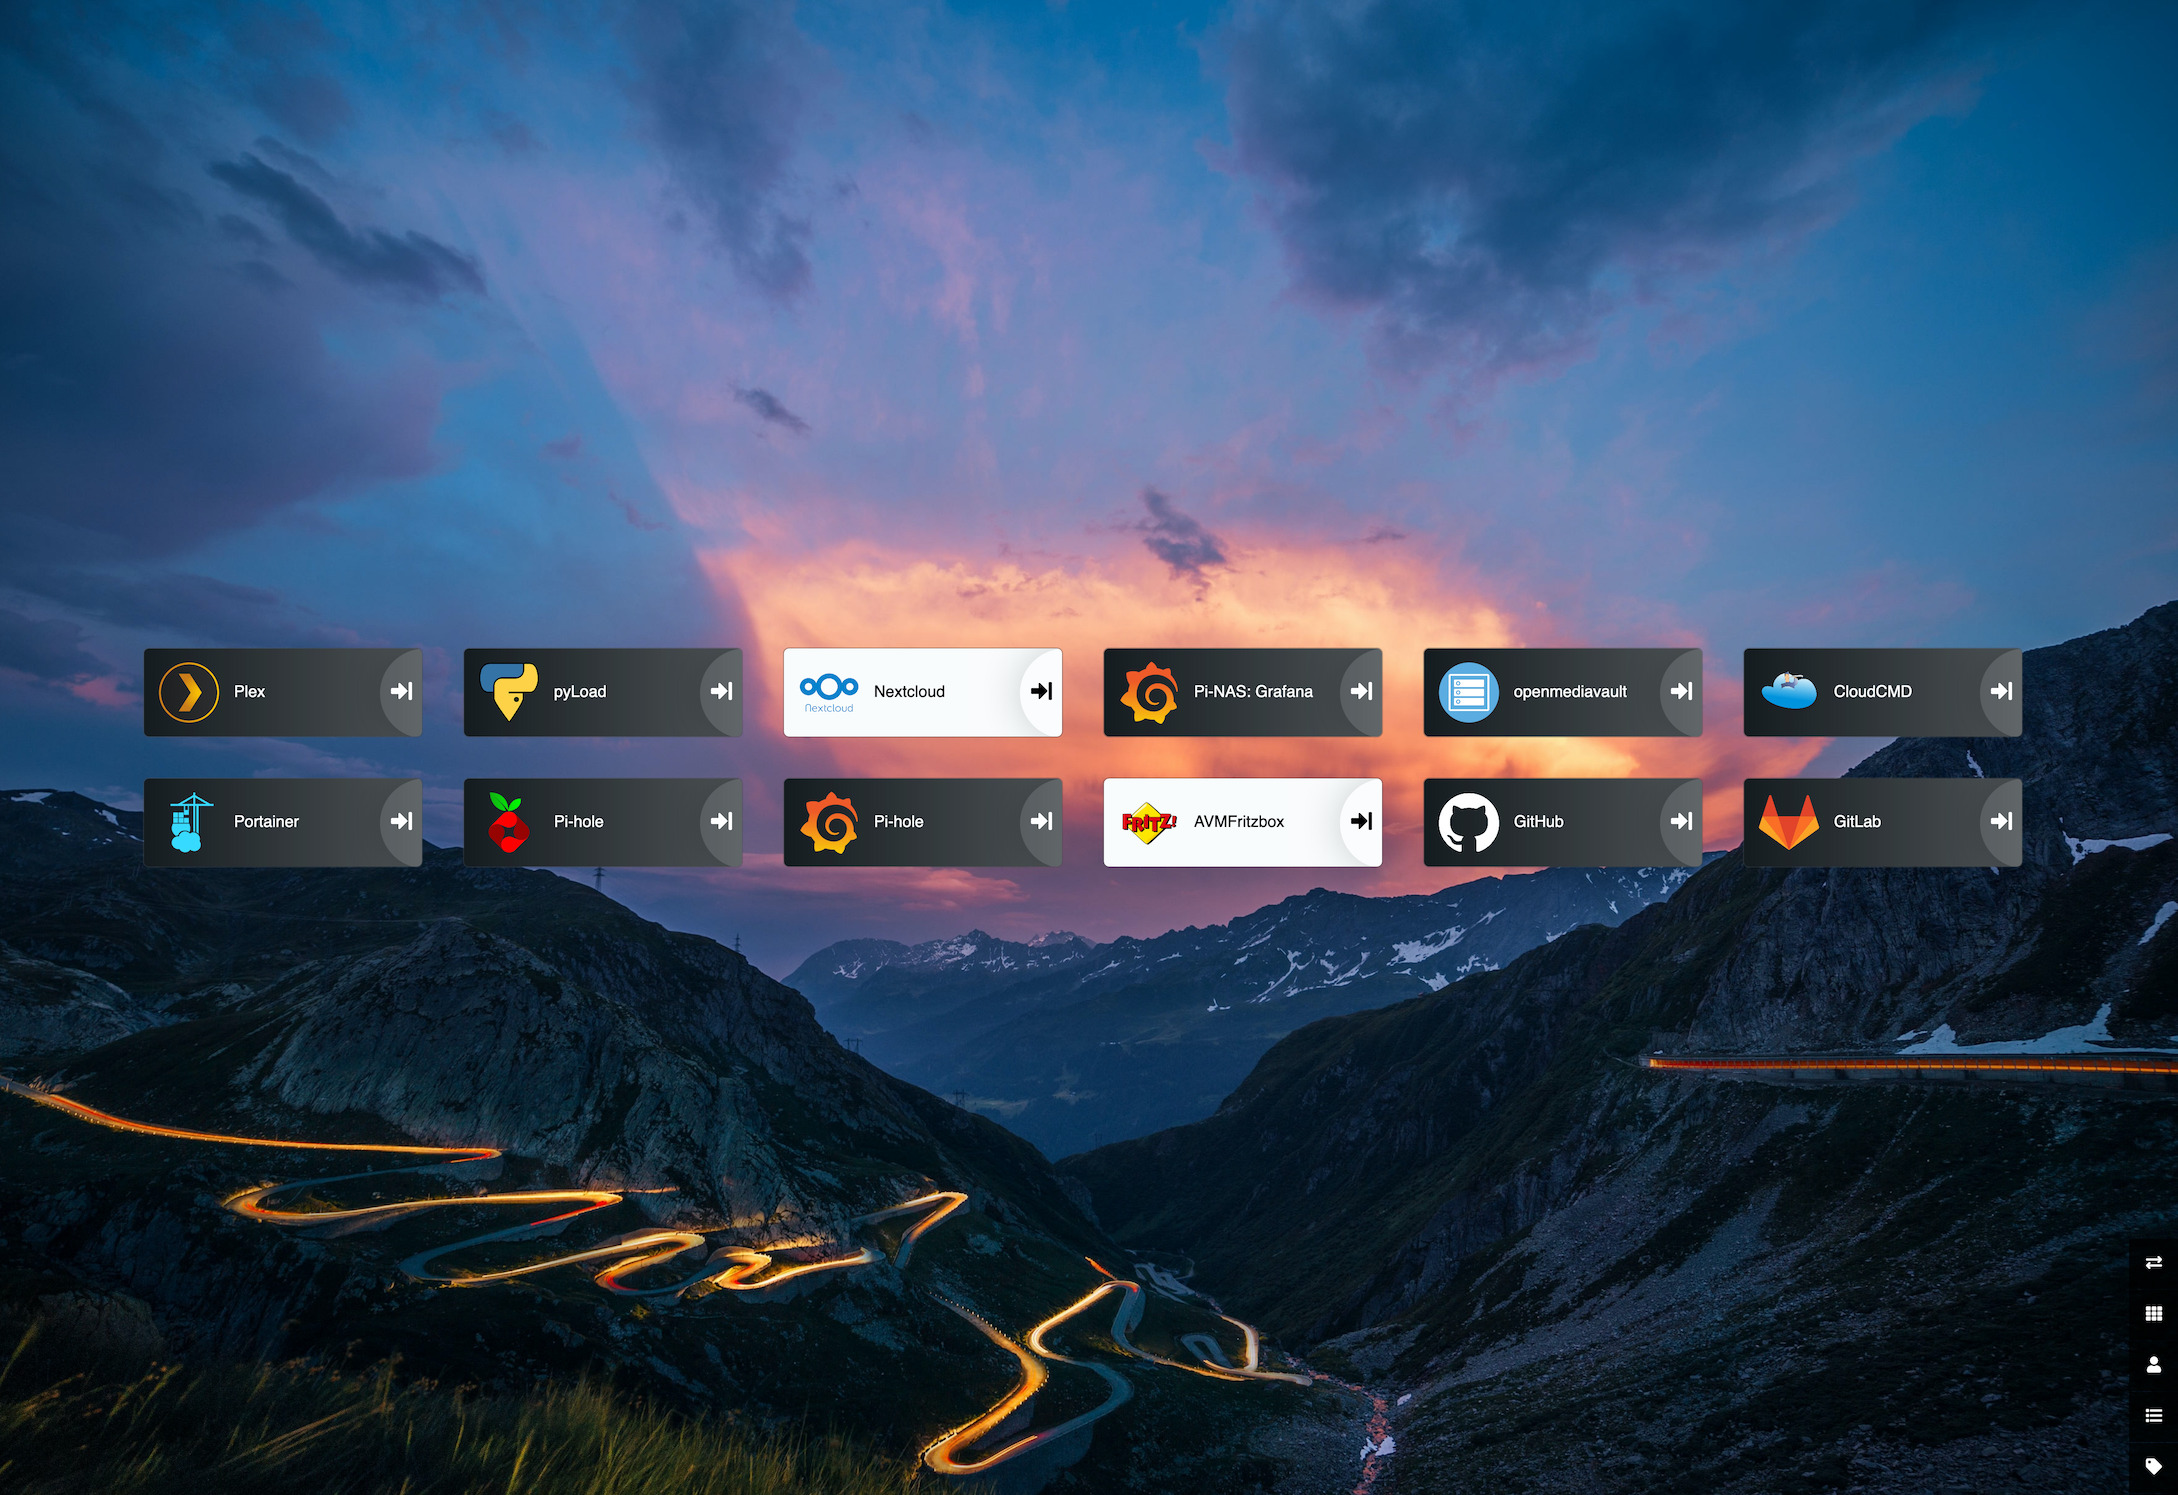 Plex
pyLoad
Nextcloud
Nextcloud
Pi-NAS: Grafana
openmediavault
CloudCMD
Portainer
Pi-hole
Pi-hole
FRITZ!
AVMFritzbox
GitHub
GitLab